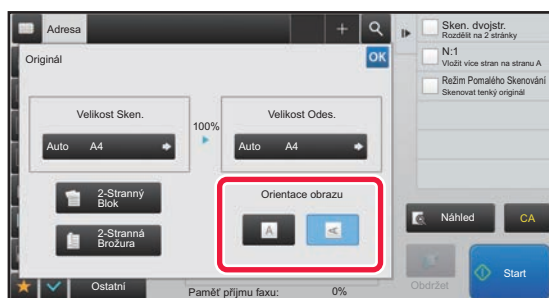 Adresa
Originál
OK
Velikost Sken.
100%
Velikost Odes.
Auto A4
Auto A4
2-Stranný
Blok
2-Stranná
Brožura
Orientace obrazu
A
A
Ostatní
Paměť příjmu faxu: 0%
Sken. dvojstr.
Rozdělit na 2 stránky
N:1
Vložit více stran na stranu A
Režim Pomalého Skenování
Skenovat tenký originál
Náhled
CA
Obdržet
Start